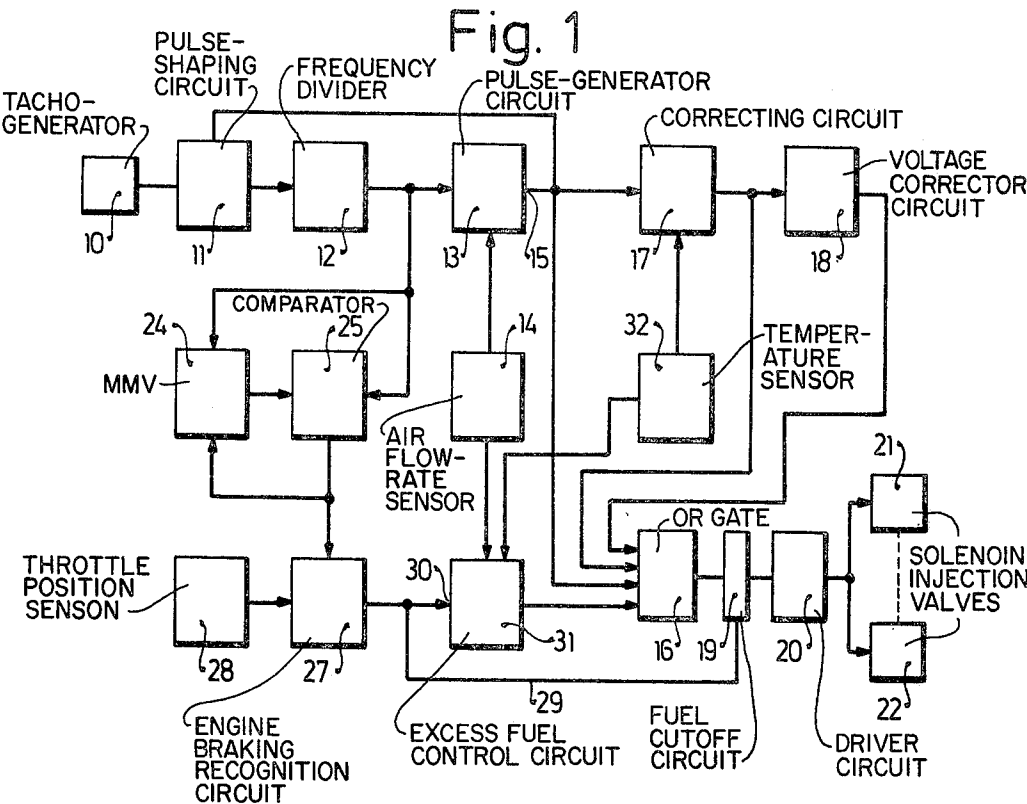 Fig. 1
PULSE-
SHAPING
CIRCUIT
FREQUENCY
DIVIDER
PULSE-GENERATOR
CIRCUIT
TACHO-
GENERATOR
CORRECTING CIRCUIT
VOLTAGE
CORRECTOR
CIRCUIT
10
11
12
13
15
17
18
COMPARATOR
24
25
14
32
MMV
TEMPER-
ATURE
SENSOR
AIR
FLOW-
RATE
SENSOR
21
OR GATE
THROTTLE
POSITION
SENSON
SOLENOIN
INJECTION
VALVES
30
28
27
31
16
19
20
22
29
ENGINE
BRAKING
RECOGNITION
CIRCUIT
EXCESS FUEL
CONTROL CIRCUIT
FUEL
CUTOFF
CIRCUIT
DRIVER
CIRCUIT